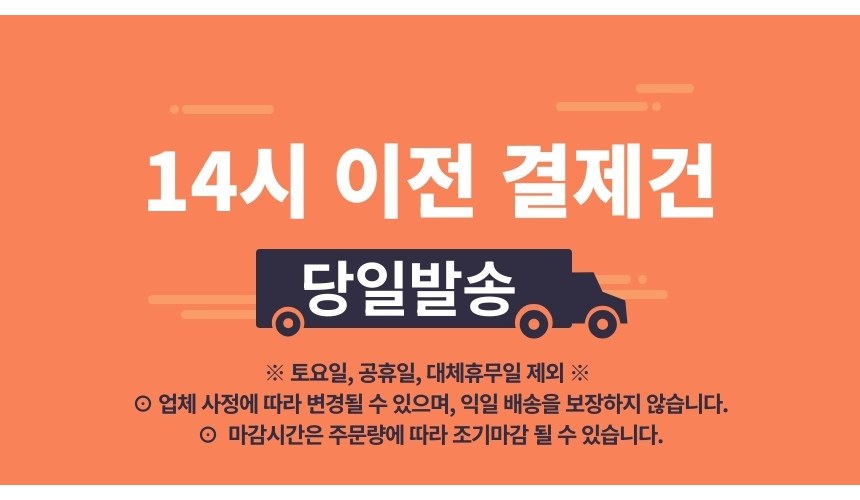 14시 이전 결제건
당일발송
※ 토요일, 공휴일, 대체휴무일 제외 ※
⊙ 업체 사정에 따라 변경될 수 있으며, 익일 배송을 보장하지 않습니다.
⊙ 마감시간은 주문량에 따라 조기마감 될 수 있습니다.